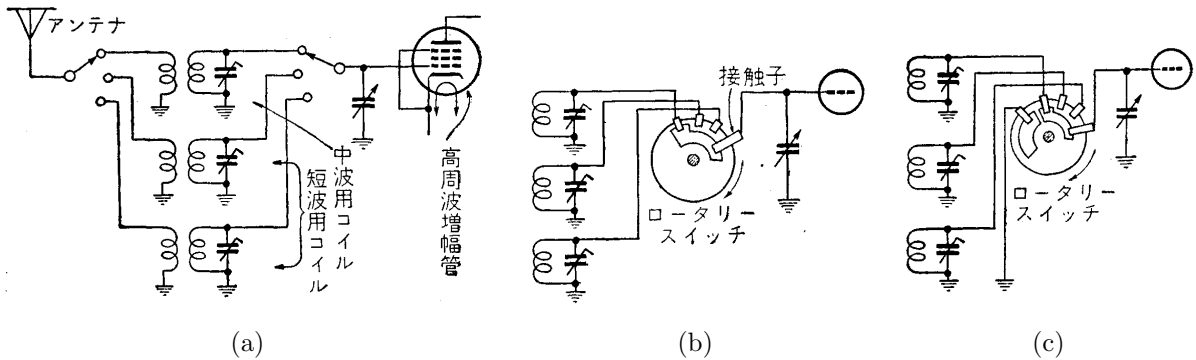 アンテナ
中波用コイル
短波用コイル
高周波増幅管
接触子
ロータリー
スイッチ
ロータリー
スイッチ
(a)
(b)
(c)